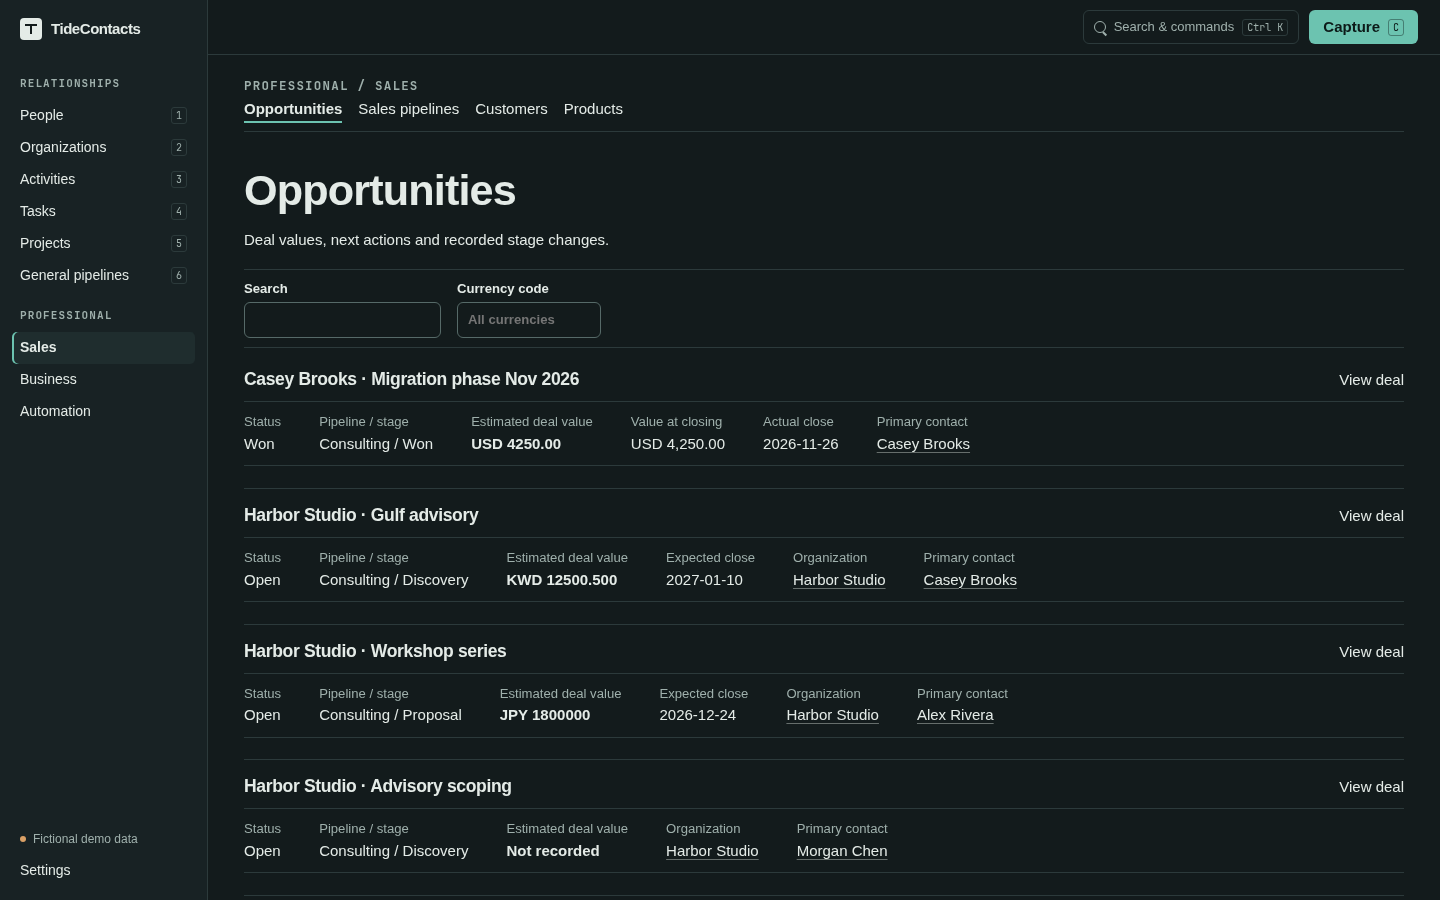 TideContacts
Search & commands Ctrl K
Capture C
RELATIONSHIPS
People 1
Organizations 2
Activities 3
Tasks 4
Projects 5
General pipelines 6
PROFESSIONAL
Sales
Business
Automation
Fictional demo data
Settings
PROFESSIONAL / SALES
Opportunities Sales pipelines Customers Products
Opportunities
Deal values, next actions and recorded stage changes.
Search Currency code
All currencies
Casey Brooks · Migration phase Nov 2026 View deal
Status Pipeline / stage Estimated deal value Value at closing Actual close Primary contact
Won Consulting / Won USD 4250.00 USD 4,250.00 2026-11-26 Casey Brooks
Harbor Studio · Gulf advisory View deal
Status Pipeline / stage Estimated deal value Expected close Organization Primary contact
Open Consulting / Discovery KWD 12500.500 2027-01-10 Harbor Studio Casey Brooks
Harbor Studio · Workshop series View deal
Status Pipeline / stage Estimated deal value Expected close Organization Primary contact
Open Consulting / Proposal JPY 1800000 2026-12-24 Harbor Studio Alex Rivera
Harbor Studio · Advisory scoping View deal
Status Pipeline / stage Estimated deal value Organization Primary contact
Open Consulting / Discovery Not recorded Harbor Studio Morgan Chen